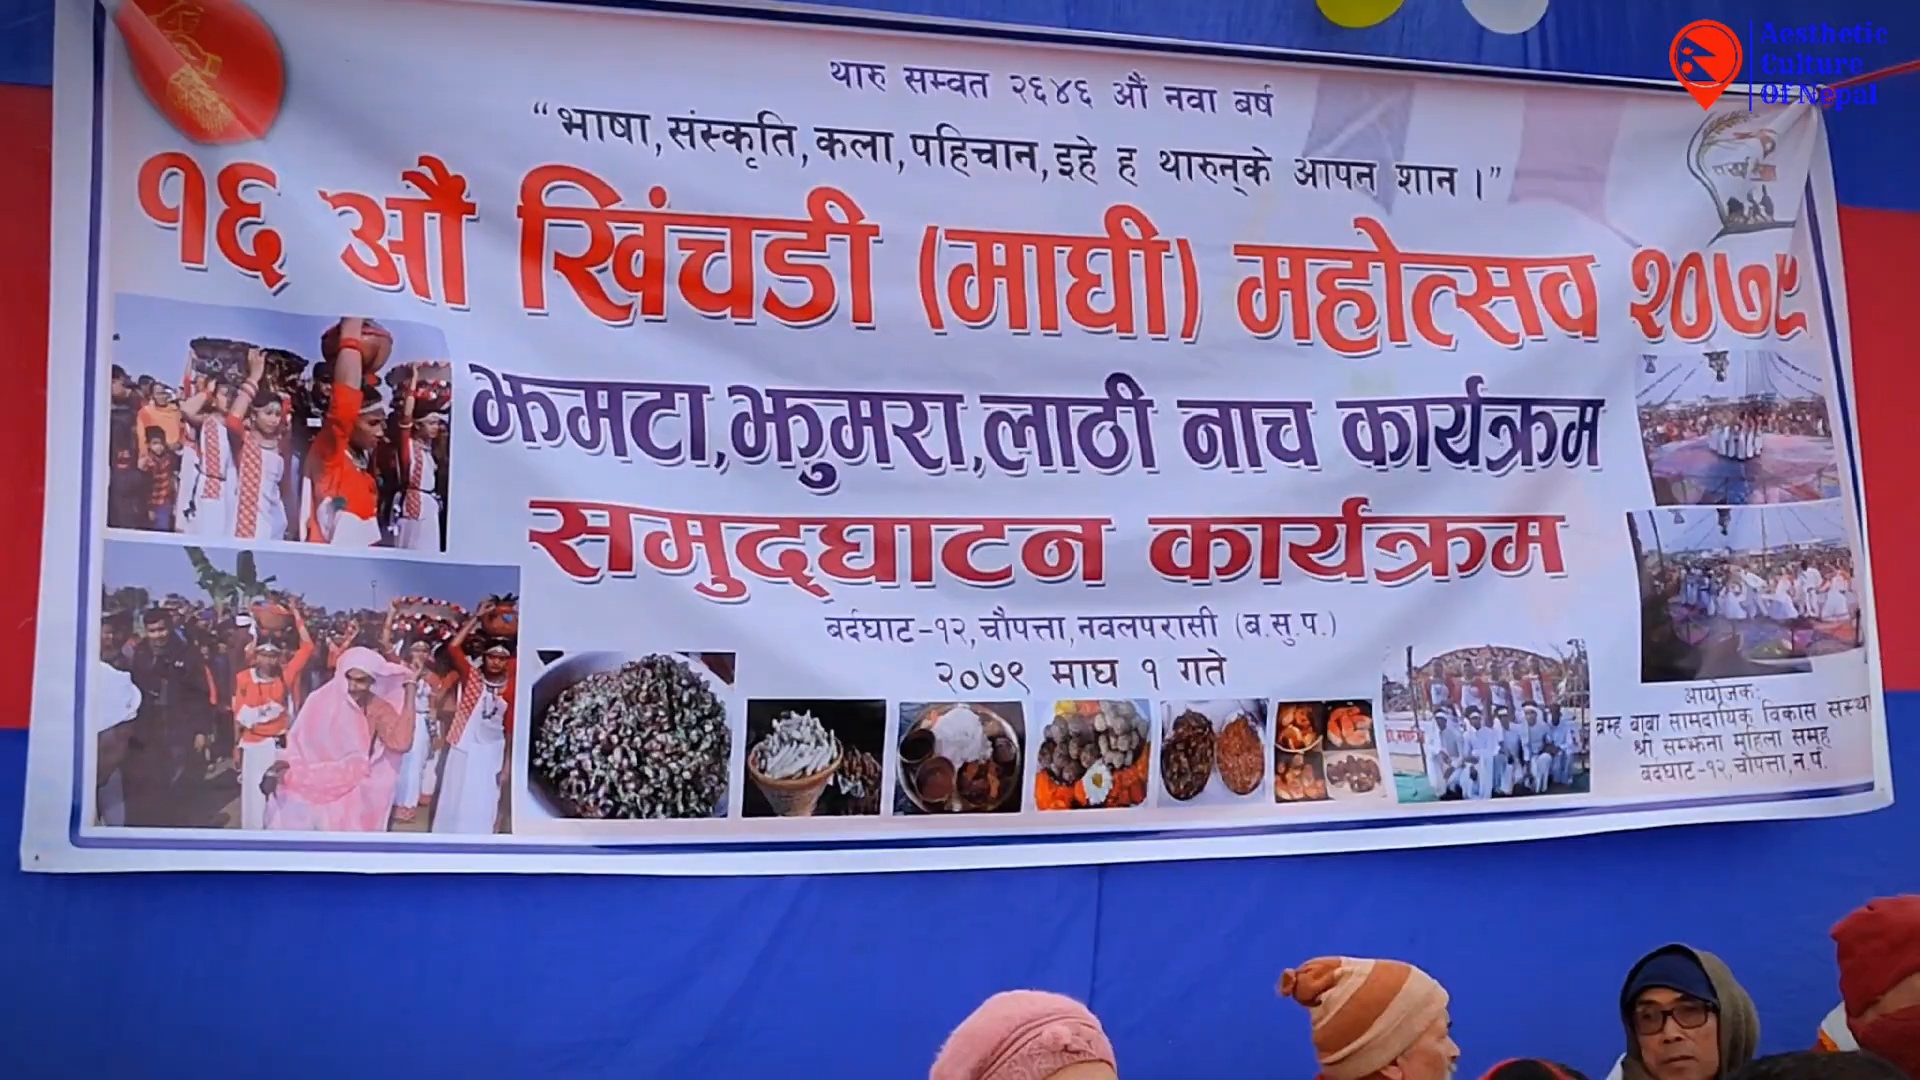 थारु सम्वत २६४६ औं नवा बर्ष
“भाषा,संस्कृति,कला,पहिचान,इहे ह थारुन्के आपन शान ।”
१६ औ खिंचडी (माघी) महोत्सव २०७९
झमटा,झुमरा,लाठी नाच कार्यक्रम
समुद्घाटन कार्यक्रम
बर्दघाट-१२,चौपत्ता,नवलपरासी (ब.सु.प.)
२०७९ माघ १ गते
आयोजक:
ब्रम्ह बाबा सामदायिक विकास संस्था
श्री सम्झना महिला समूह
बर्दघाट-१२,चौपत्ता,न.प.
Aesthetic
Culture
Of Nepal